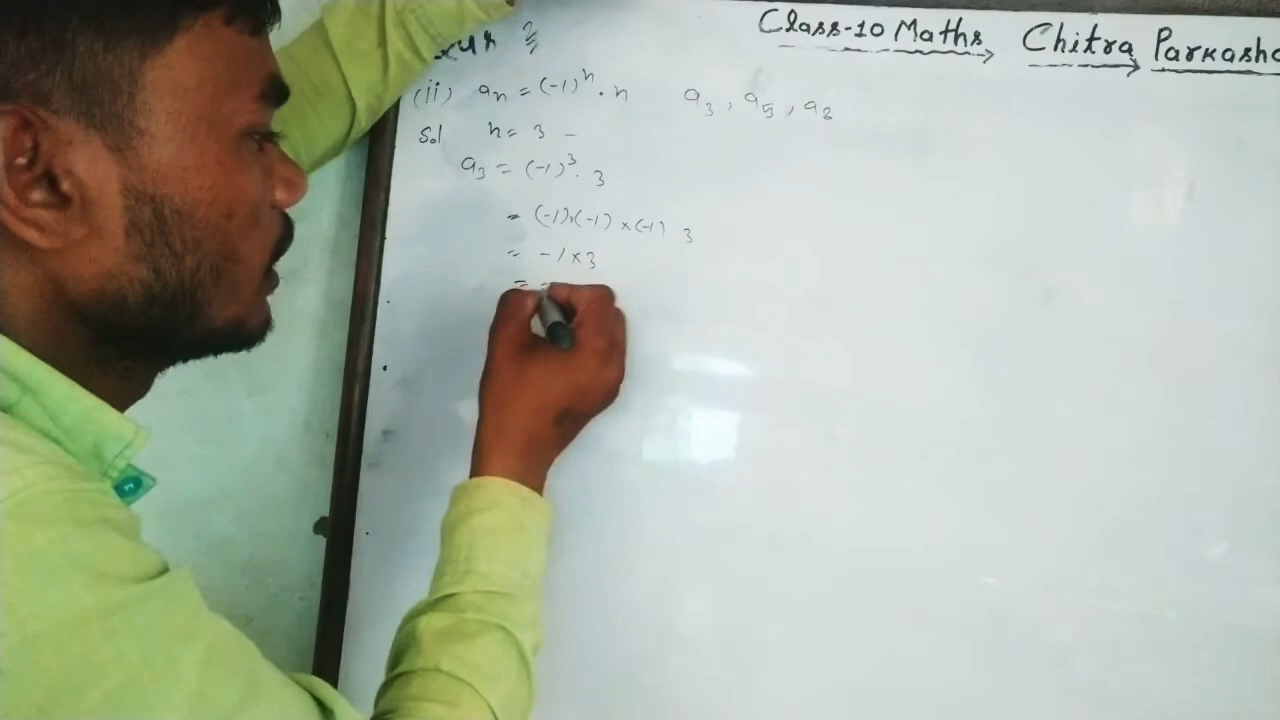 Class-10 Maths Chitra Parkasha
(ii) aₙ = (-1)ⁿ . n a₃, a₅, a₈
Sol n = 3 -
a₃ = (-1)³ . 3
= (-1)×(-1)×(-1) 3
= -1×3
= -